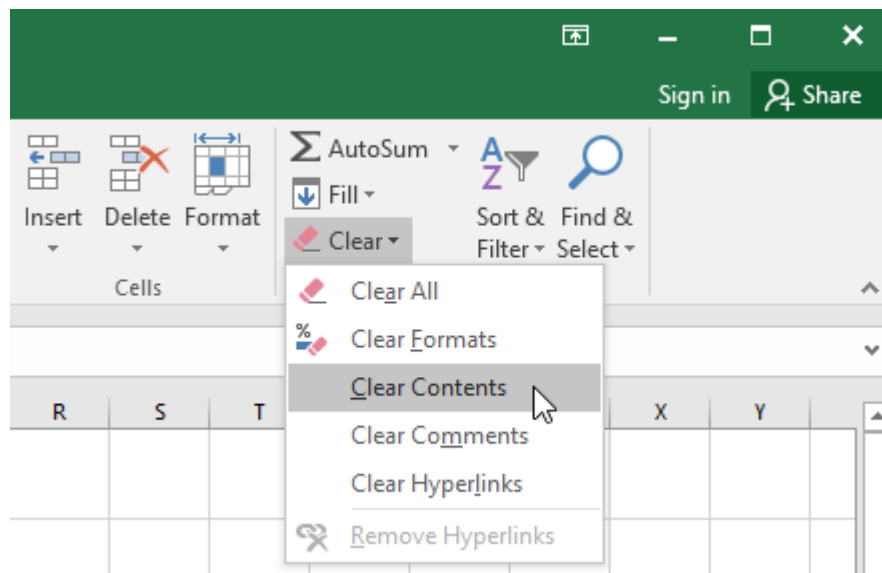 Sign in Share
AutoSum
Fill
Clear
Insert Delete Format
Sort & Filter
Find & Select
Cells
Clear All
Clear Formats
Clear Contents
Clear Comments
Clear Hyperlinks
Remove Hyperlinks
R S T X Y